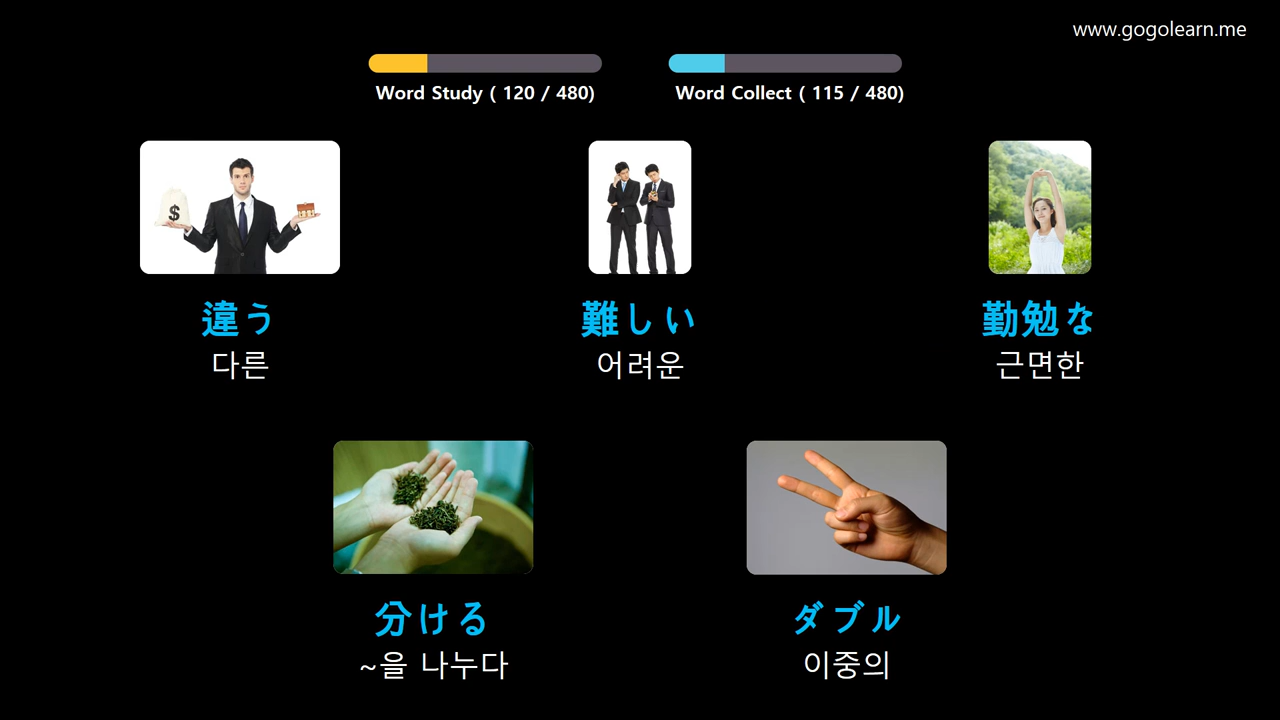 www.gogolearn.me
Word Study ( 120 / 480)
Word Collect ( 115 / 480)
$
違う
다른
難しい
어려운
勤勉な
근면한
分ける
~을 나누다
ダブル
이중의